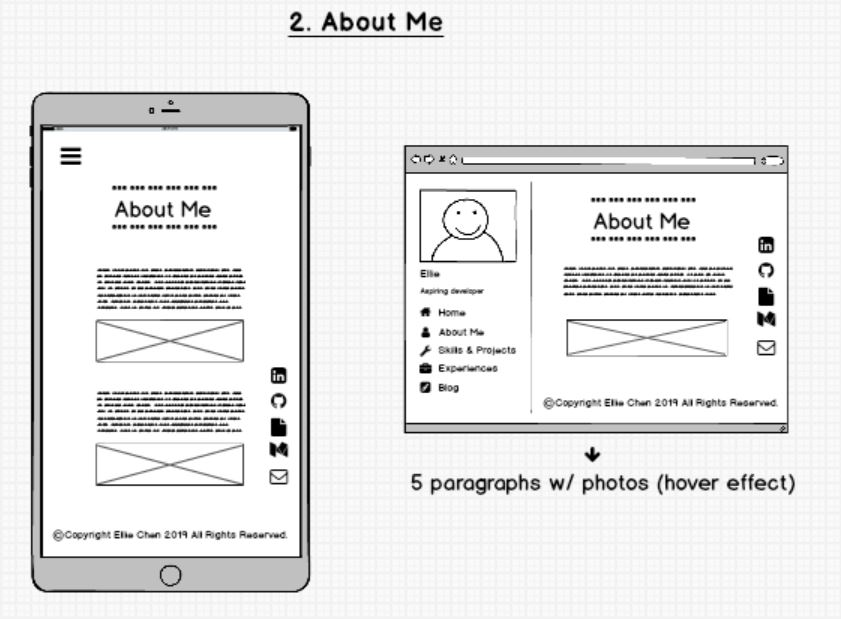 2. About Me
About Me
©Copyright Ellie Chen 2019 All Rights Reserved.
Ellie
Aspiring developer
Home
About Me
Skills & Projects
Experiences
Blog
About Me
in
©Copyright Ellie Chen 2019 All Rights Reserved.
5 paragraphs w/ photos (hover effect)